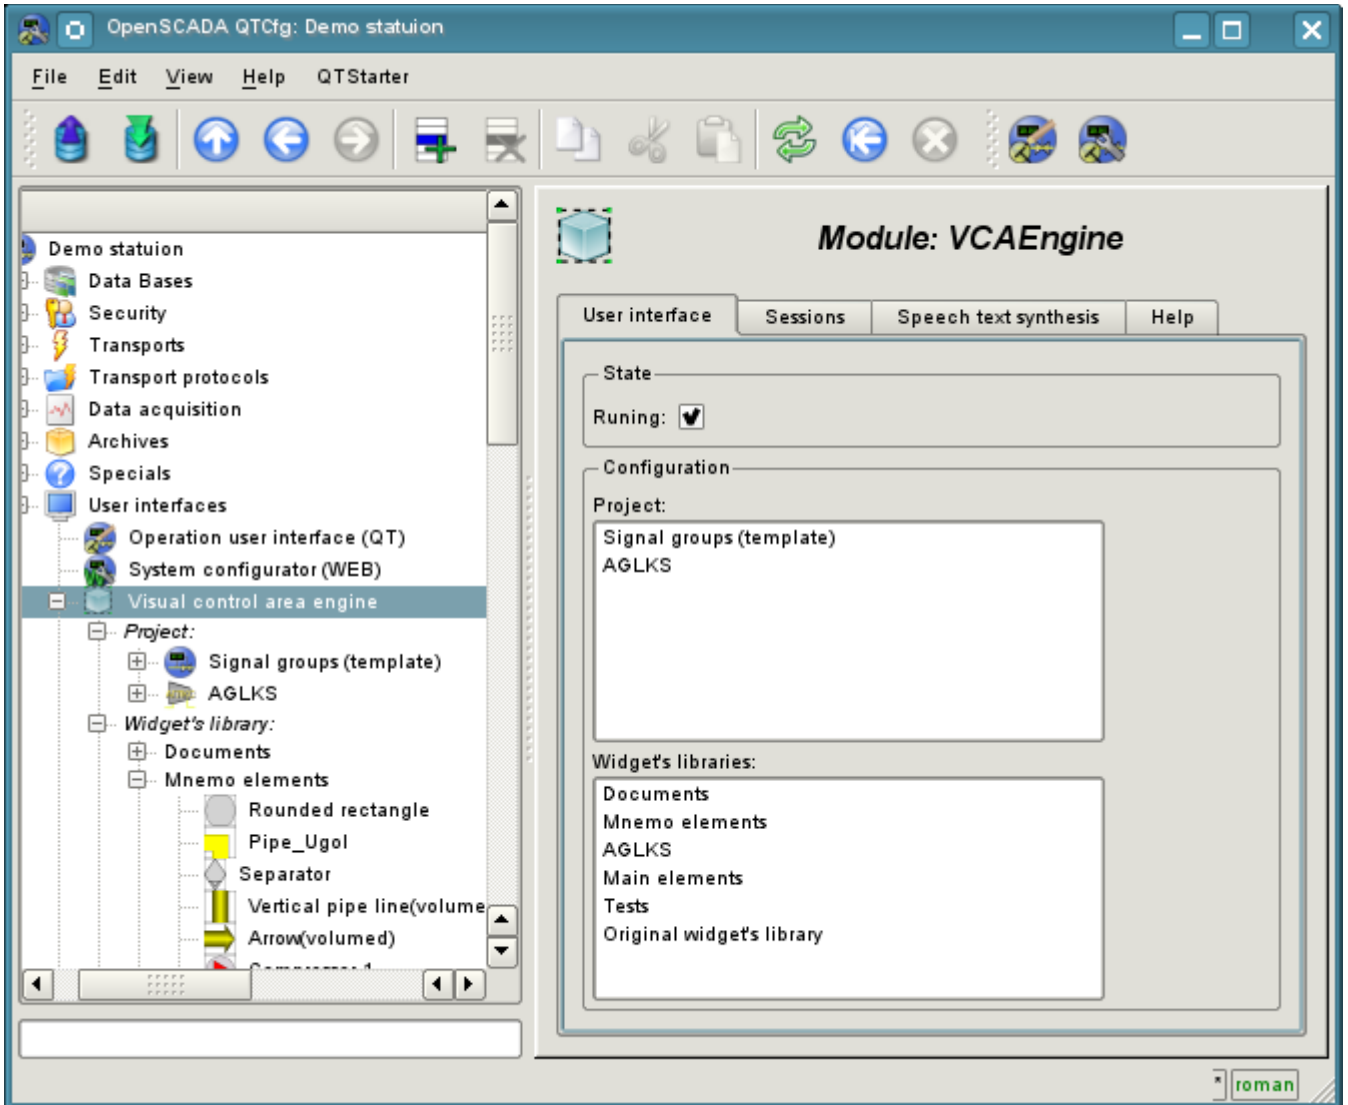 OpenSCADA QTCfg: Demo statuion
File Edit View Help QTStarter
Demo statuion
Data Bases
Security
Transports
Transport protocols
Data acquisition
Archives
Specials
User interfaces
Operation user interface (QT)
System configurator (WEB)
Visual control area engine
Project:
Signal groups (template)
AGLKS
Widget's library:
Documents
Mnemo elements
Rounded rectangle
Pipe_Ugol
Separator
Vertical pipe line(volume
Arrow(volumed)
Module: VCAEngine
User interface Sessions Speech text synthesis Help
State
Runing:
Configuration
Project:
Signal groups (template)
AGLKS
Widget's libraries:
Documents
Mnemo elements
AGLKS
Main elements
Tests
Original widget's library
* roman